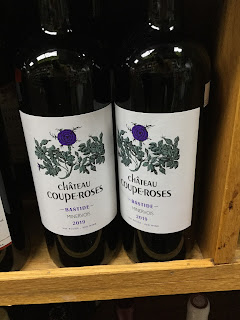 château
COUPE-ROSES
~ BASTIDE ~
MINERVOIS
2019
château
COUPE-ROSES
BASTIDE ~
MINERVOIS
2019